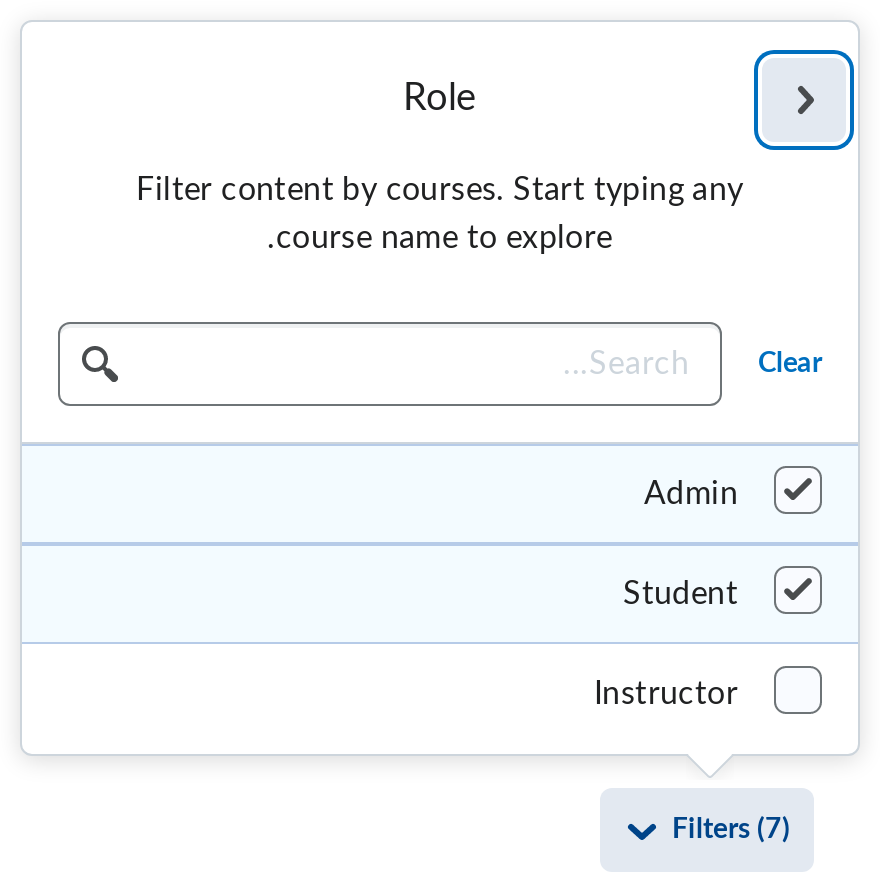 Role
Filter content by courses. Start typing any
.course name to explore
...Search
Clear
Admin
Student
Instructor
Filters (7)